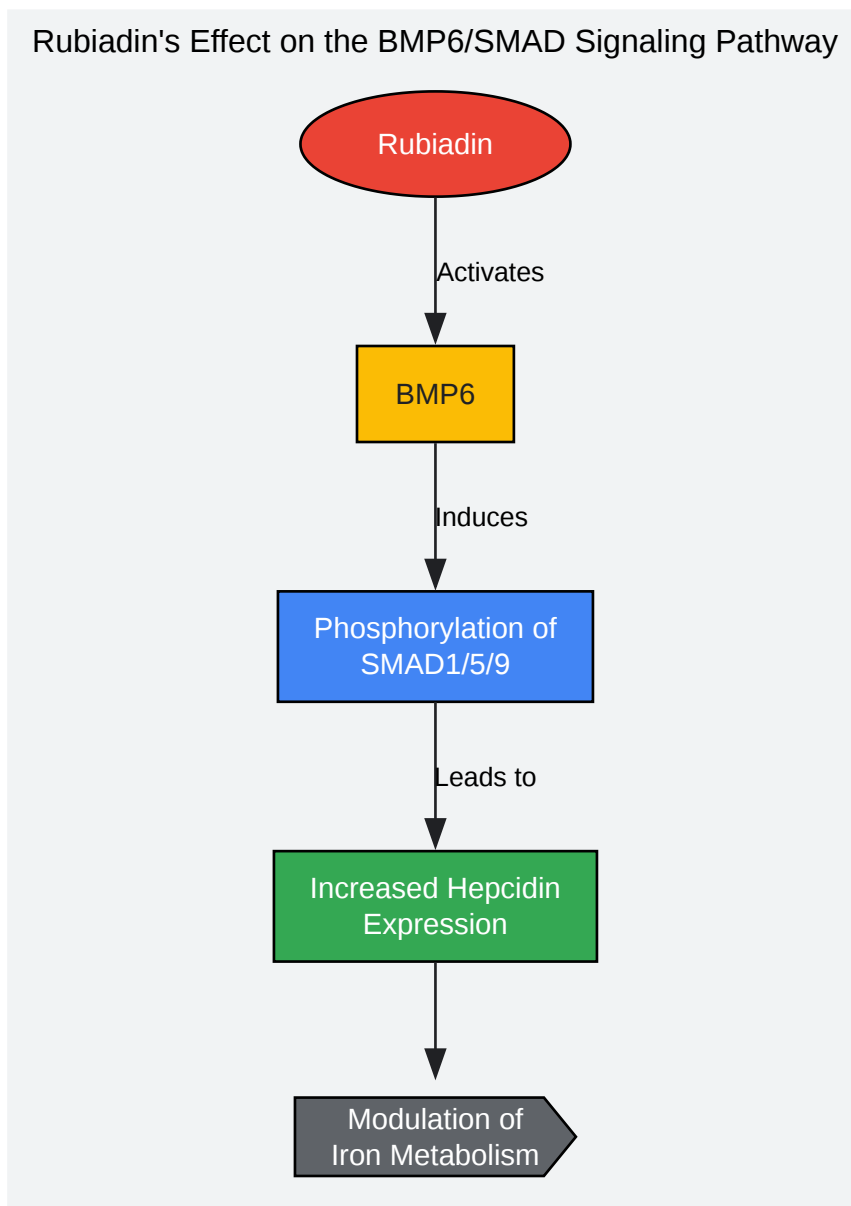 Rubiadin's Effect on the BMP6/SMAD Signaling Pathway
Rubiadin
Activates
BMP6
Induces
Phosphorylation of
SMAD1/5/9
Leads to
Increased Hepcidin
Expression
Modulation of
Iron Metabolism